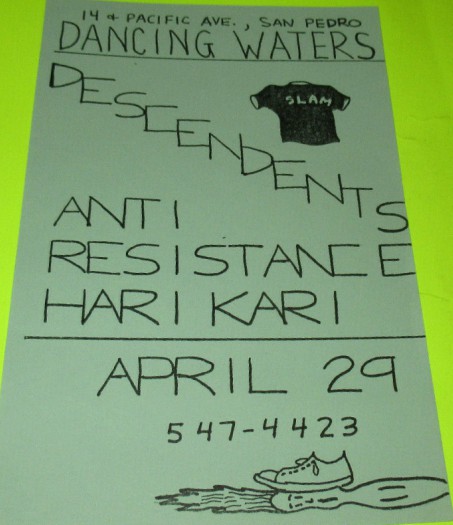 14 & PACIFIC AVE., SAN PEDRO
DANCING WATERS
DESCENDENTS
SLAM
ANTI
RESISTANCE
HARI KARI
APRIL 29
547-4423